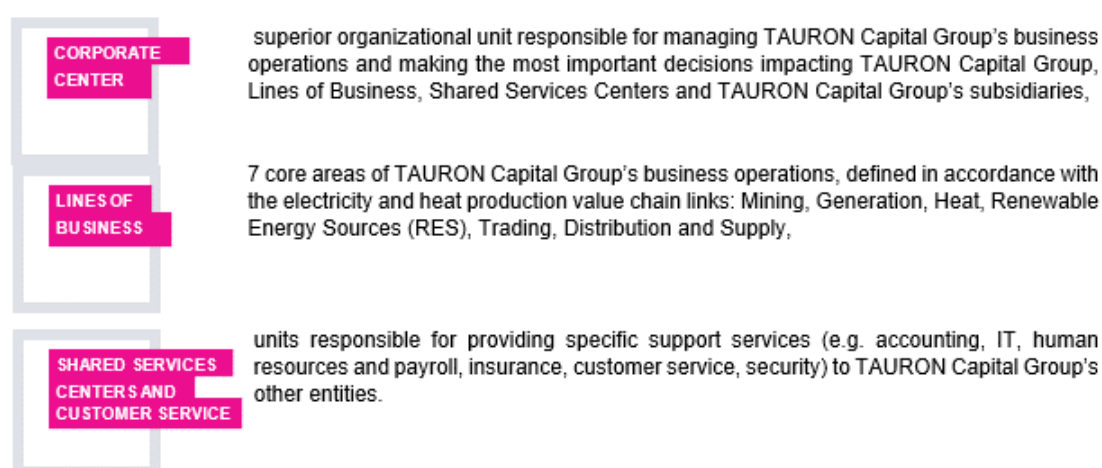 CORPORATE
CENTER
superior organizational unit responsible for managing TAURON Capital Group's business
operations and making the most important decisions impacting TAURON Capital Group,
Lines of Business, Shared Services Centers and TAURON Capital Group's subsidiaries,
LINES OF
BUSINESS
7 core areas of TAURON Capital Group's business operations, defined in accordance with
the electricity and heat production value chain links: Mining, Generation, Heat, Renewable
Energy Sources (RES), Trading, Distribution and Supply,
SHARED SERVICES
CENTERS AND
CUSTOMER SERVICE
units responsible for providing specific support services (e.g. accounting, IT, human
resources and payroll, insurance, customer service, security) to TAURON Capital Group's
other entities.